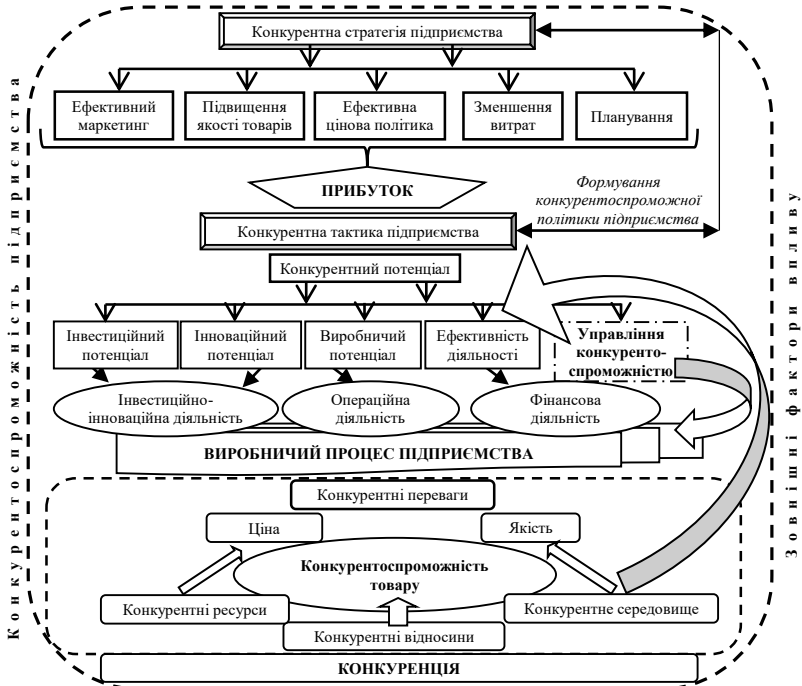 Конкурентоспроможність підприємства
Конкурентна стратегія підприємства
Ефективний
маркетинг
Підвищення
якості товарів
Ефективна
цінова політика
Зменшення
витрат
Планування
ПРИБУТОК
Формування
конкурентоспроможної
політики підприємства
Конкурентна тактика підприємства
Конкурентний потенціал
Інвестиційний
потенціал
Інноваційний
потенціал
Виробничий
потенціал
Ефективність
діяльності
Управління
конкуренто-
спроможністю
Інвестиційно-
інноваційна діяльність
Операційна
діяльність
Фінансова
діяльність
ВИРОБНИЧИЙ ПРОЦЕС ПІДПРИЄМСТВА
Конкурентні переваги
Ціна
Якість
Конкурентоспроможність
товару
Конкурентні ресурси
Конкурентне середовище
Конкурентні відносини
КОНКУРЕНЦІЯ
Зовнішні фактори впливу